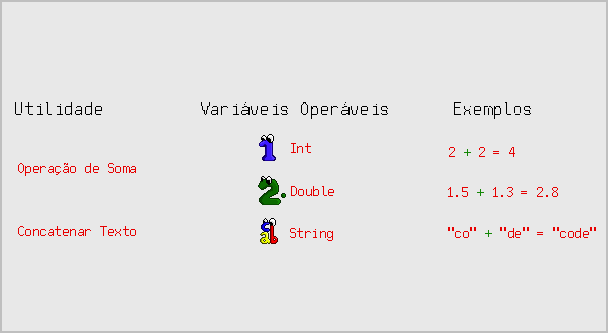 Utilidade Variáveis Operáveis Exemplos
Int 2 + 2 = 4
Operação de Soma
Double 1.5 + 1.3 = 2.8
Concatenar Texto String "co" + "de" = "code"